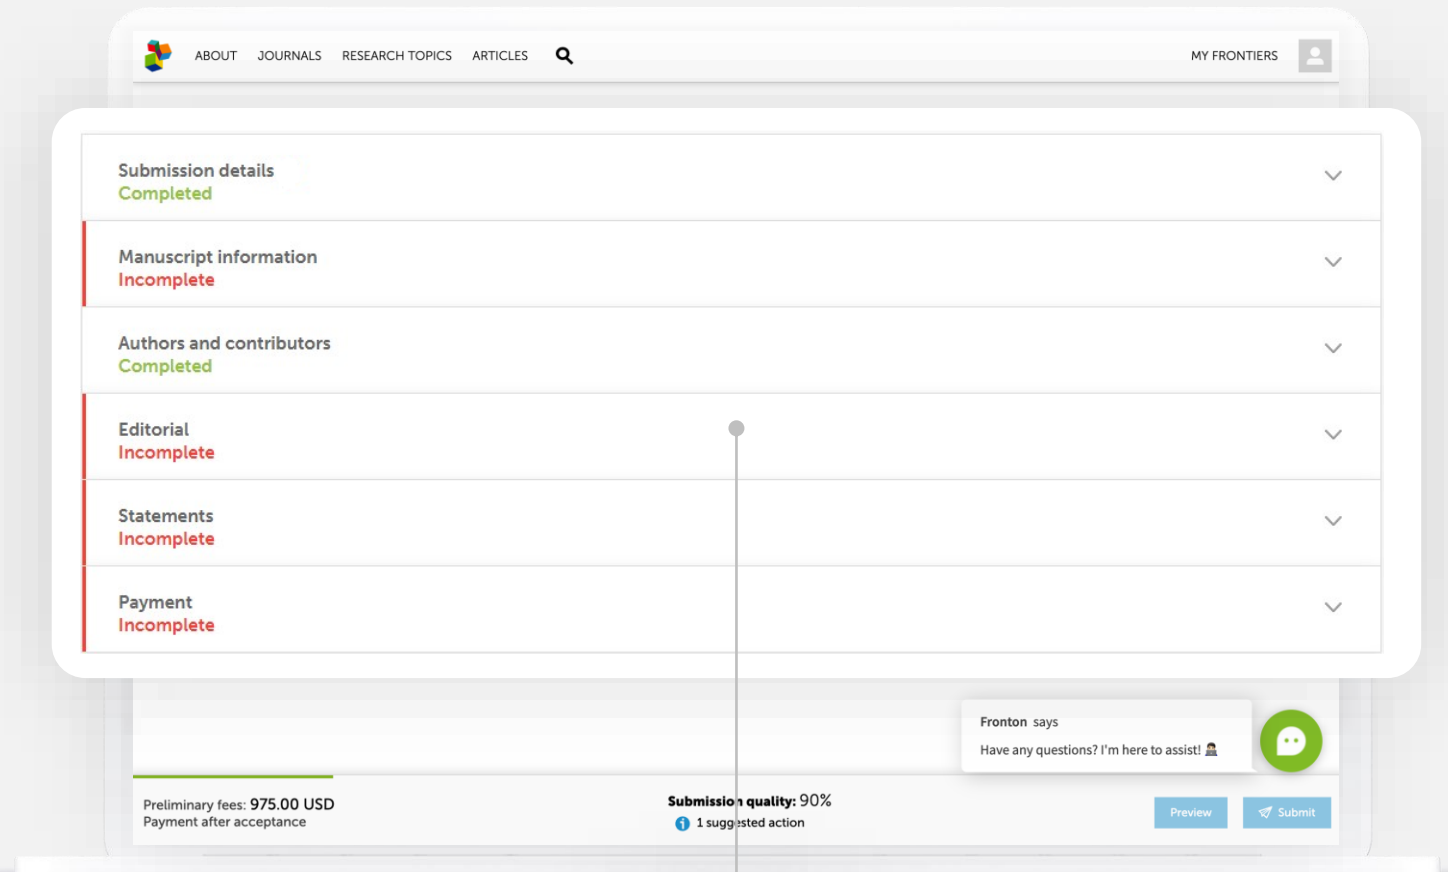 ABOUT JOURNALS RESEARCH TOPICS ARTICLES MY FRONTIERS
Submission details
Completed
Manuscript information
Incomplete
Authors and contributors
Completed
Editorial
Incomplete
Statements
Incomplete
Payment
Incomplete
Fronton says
Have any questions? I'm here to assist!
Preliminary fees: 975.00 USD
Payment after acceptance
Submission quality: 90%
1 suggested action
Preview
Submit